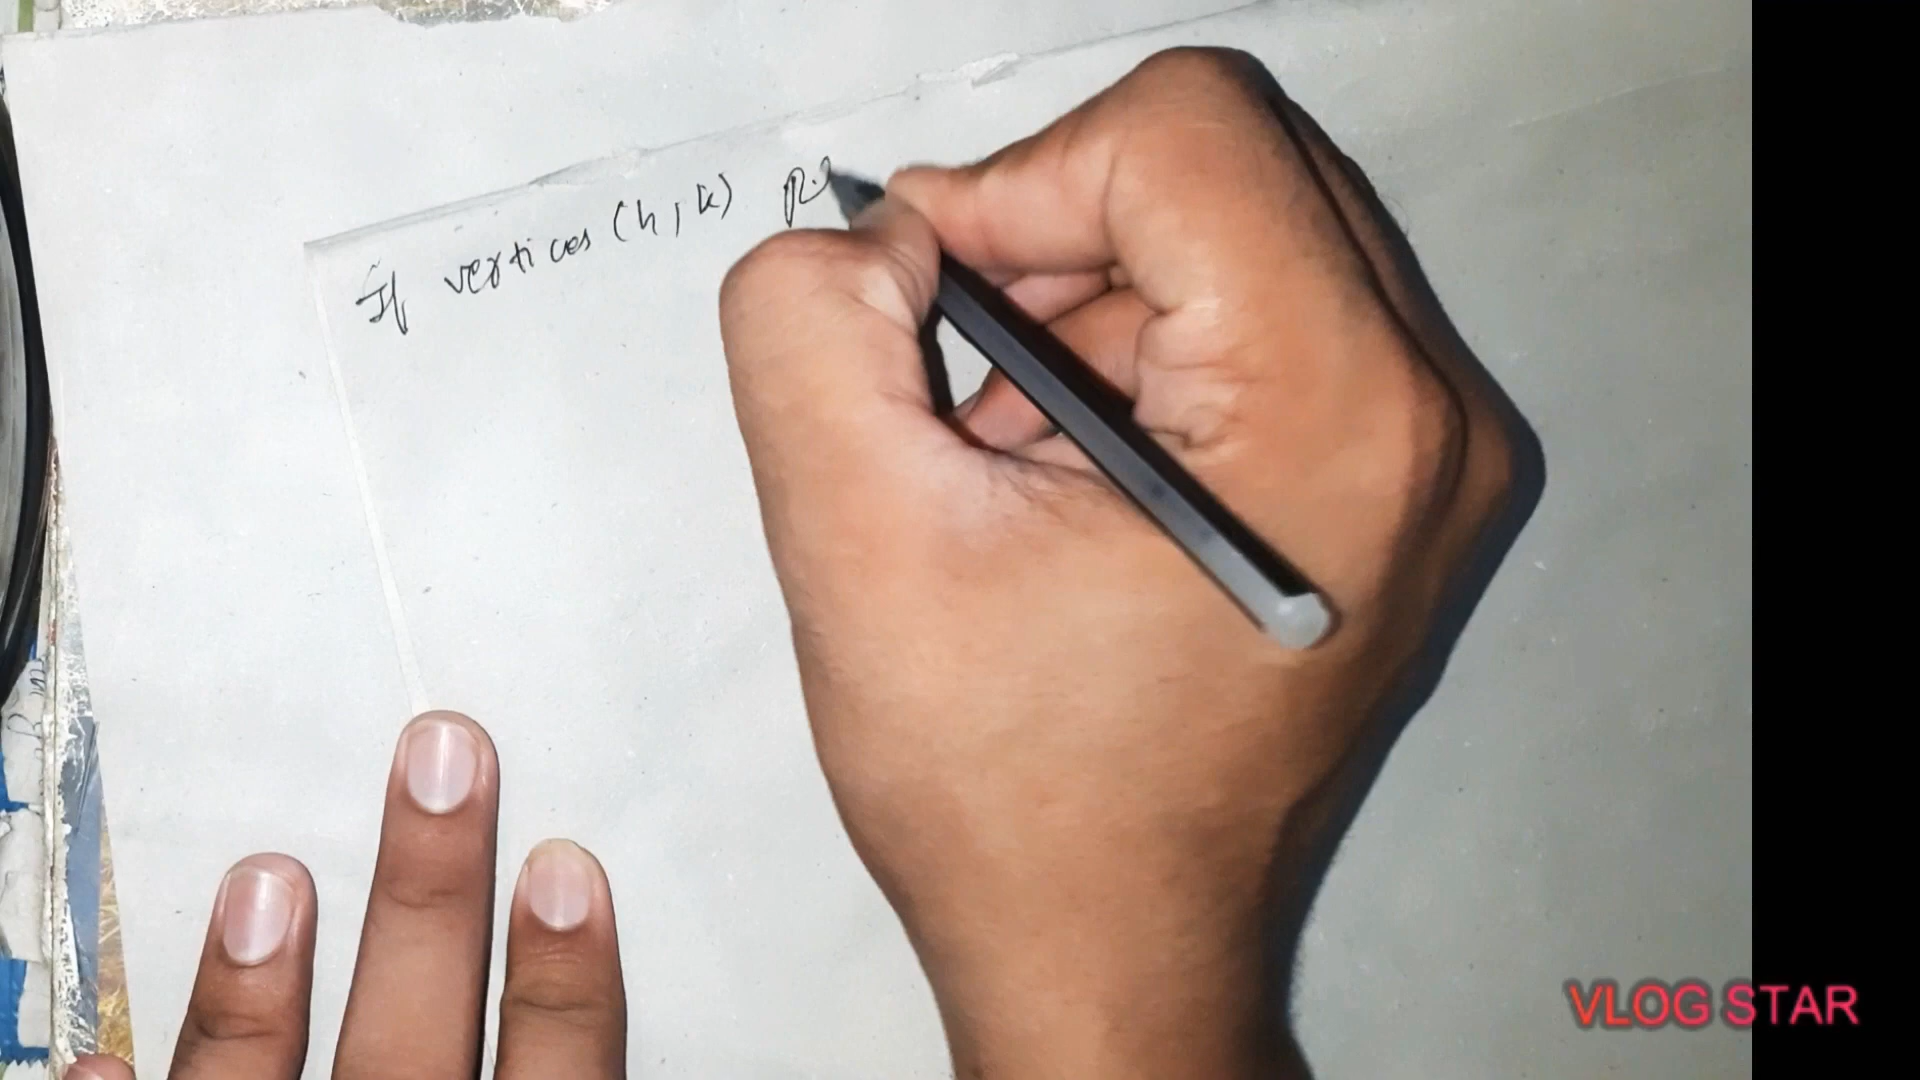 If vertices (h, k)
VLOG STAR